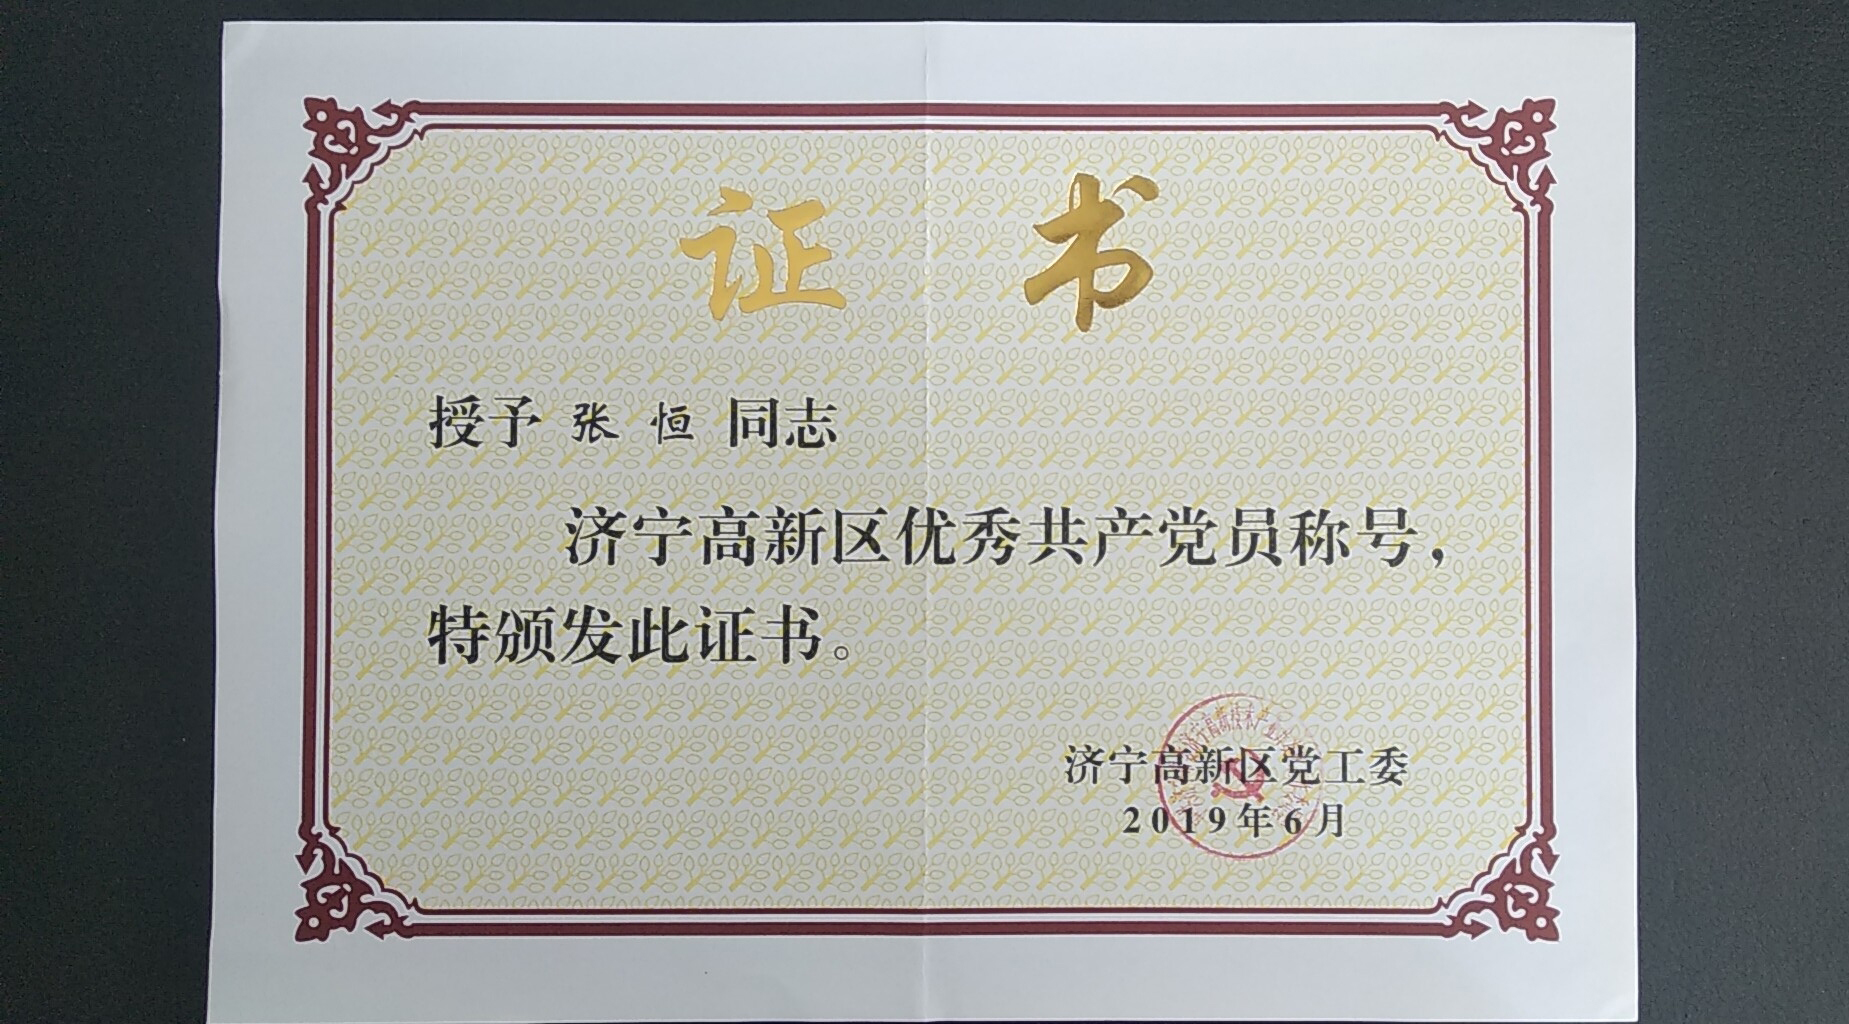 证书
授予 张恒 同志
济宁高新区优秀共产党员称号，
特颁发此证书。
济宁高新区党工委
2019年6月